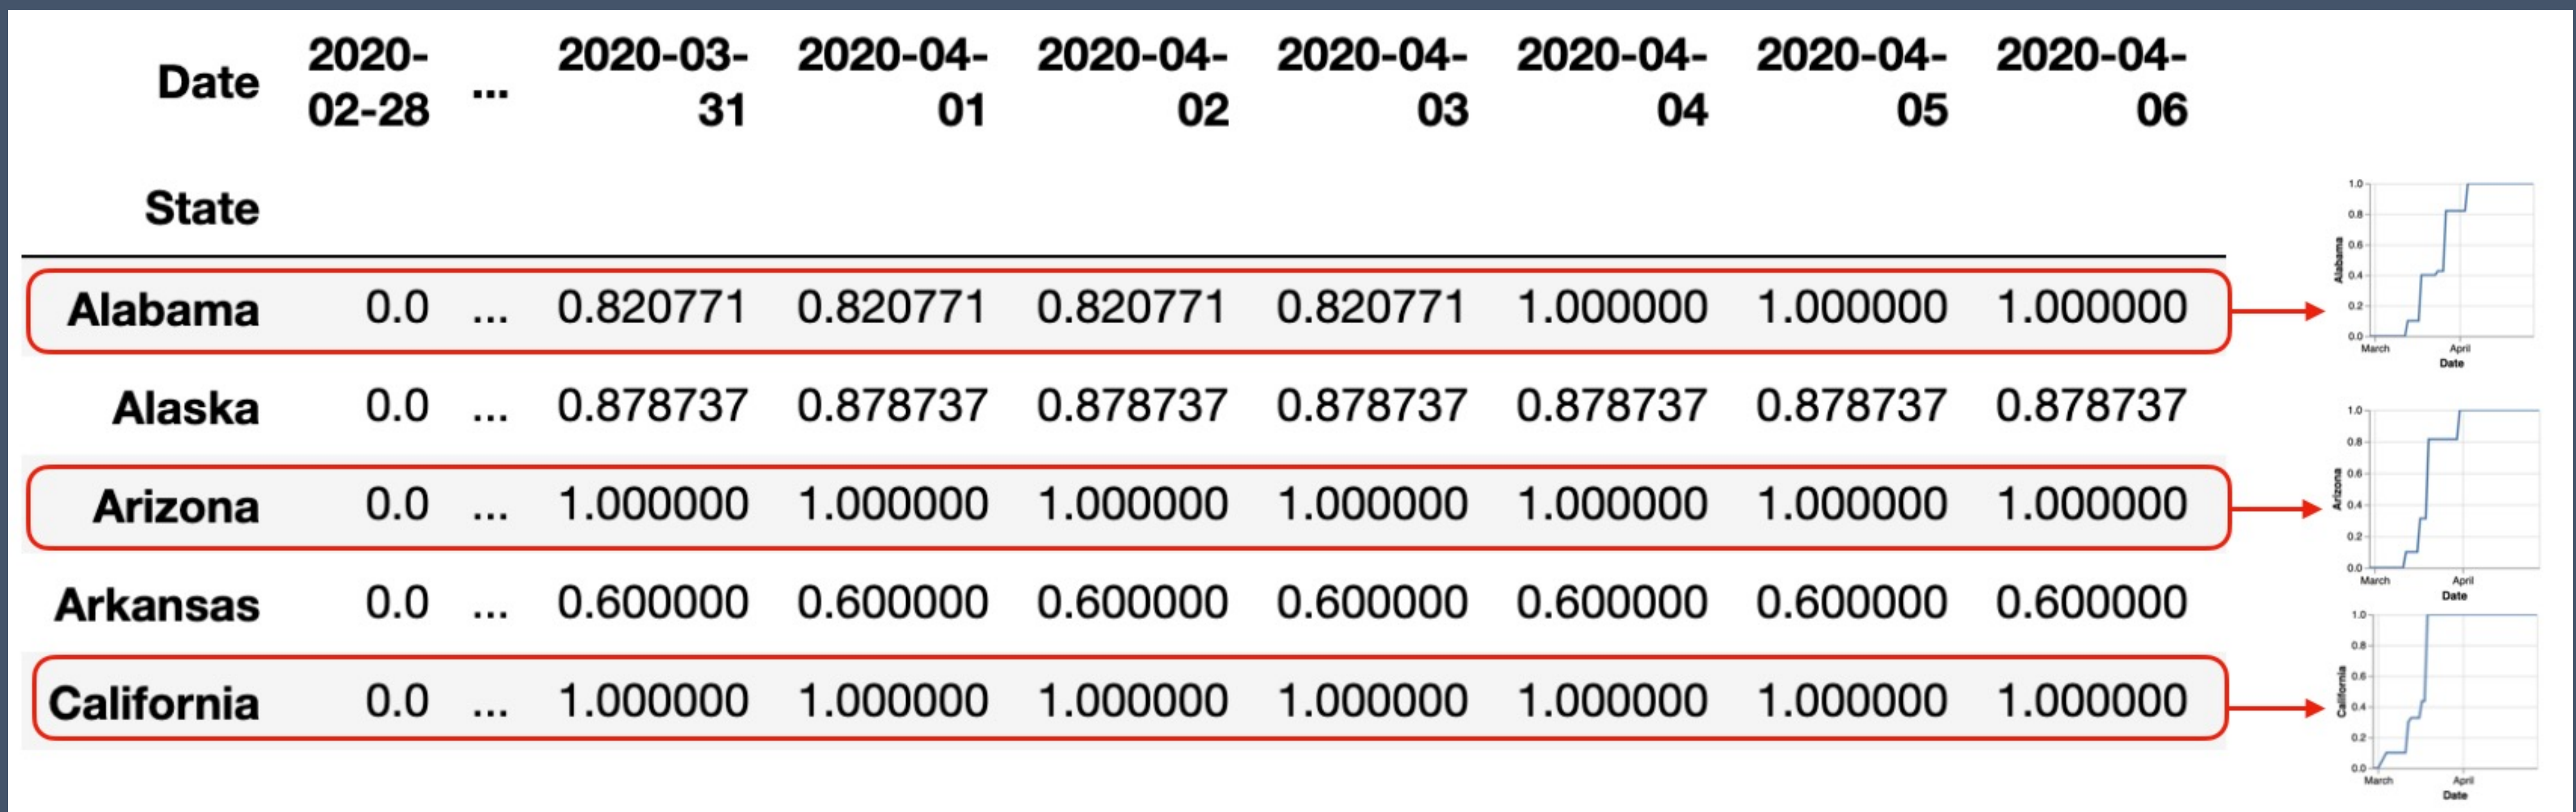 Date 2020-02-28 ... 2020-03-31 2020-04-01 2020-04-02 2020-04-03 2020-04-04 2020-04-05 2020-04-06
State
Alabama 0.0 ... 0.820771 0.820771 0.820771 0.820771 1.000000 1.000000 1.000000
Alaska 0.0 ... 0.878737 0.878737 0.878737 0.878737 0.878737 0.878737 0.878737
Arizona 0.0 ... 1.000000 1.000000 1.000000 1.000000 1.000000 1.000000 1.000000
Arkansas 0.0 ... 0.600000 0.600000 0.600000 0.600000 0.600000 0.600000 0.600000
California 0.0 ... 1.000000 1.000000 1.000000 1.000000 1.000000 1.000000 1.000000
1.0
0.8
0.6
0.4
0.2
0.0
Alabama
March April
Date
1.0
0.8
0.6
0.4
0.2
0.0
Arizona
March April
Date
1.0
0.8
0.6
0.4
0.2
0.0
California
March April
Date